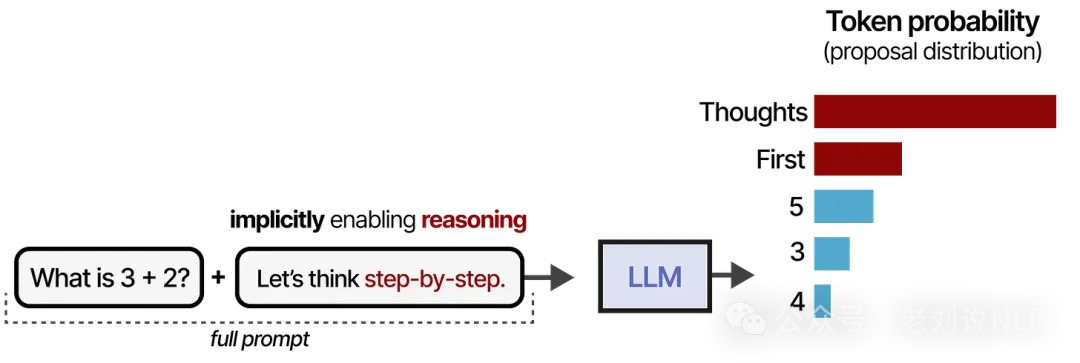 Token probability
(proposal distribution)
Thoughts
First
5
3
4
implicitly enabling reasoning
What is 3 + 2? + Let's think step-by-step.
LLM
full prompt
公众号 · 老刘说NLP